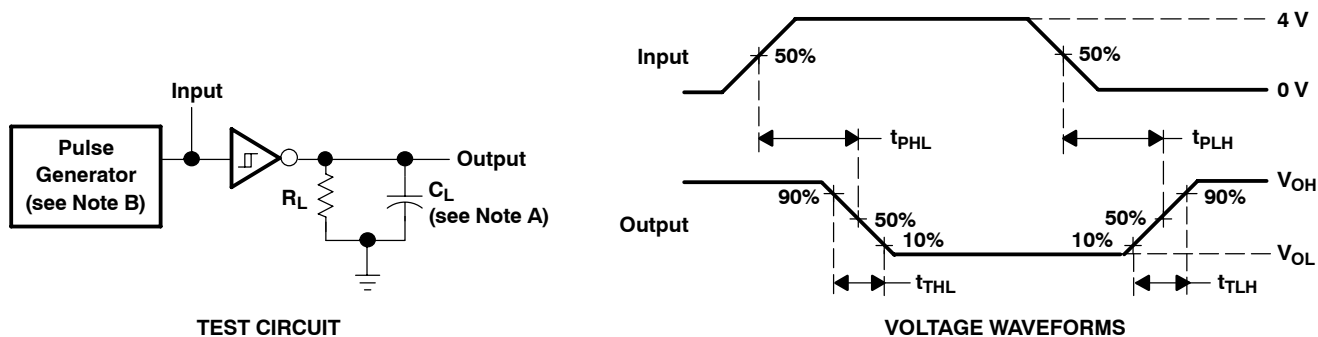 Input
Pulse
Generator
(see Note B)
Output
R_L
C_L
(see Note A)
TEST CIRCUIT
4 V
Input
50%
50%
0 V
t_PHL
t_PLH
V_OH
90%
90%
Output
50%
50%
10%
10%
V_OL
t_THL
t_TLH
VOLTAGE WAVEFORMS